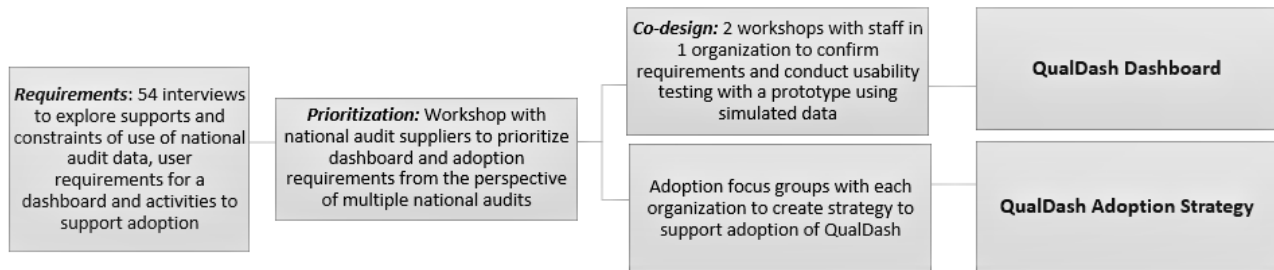 Requirements: 54 interviews
to explore supports and
constraints of use of national
audit data, user
requirements for a
dashboard and activities to
support adoption
Prioritization: Workshop with
national audit suppliers to prioritize
dashboard and adoption
requirements from the perspective
of multiple national audits
Co-design: 2 workshops with staff in
1 organization to confirm
requirements and conduct usability
testing with a prototype using
simulated data
QualDash Dashboard
Adoption focus groups with each
organization to create strategy to
support adoption of QualDash
QualDash Adoption Strategy